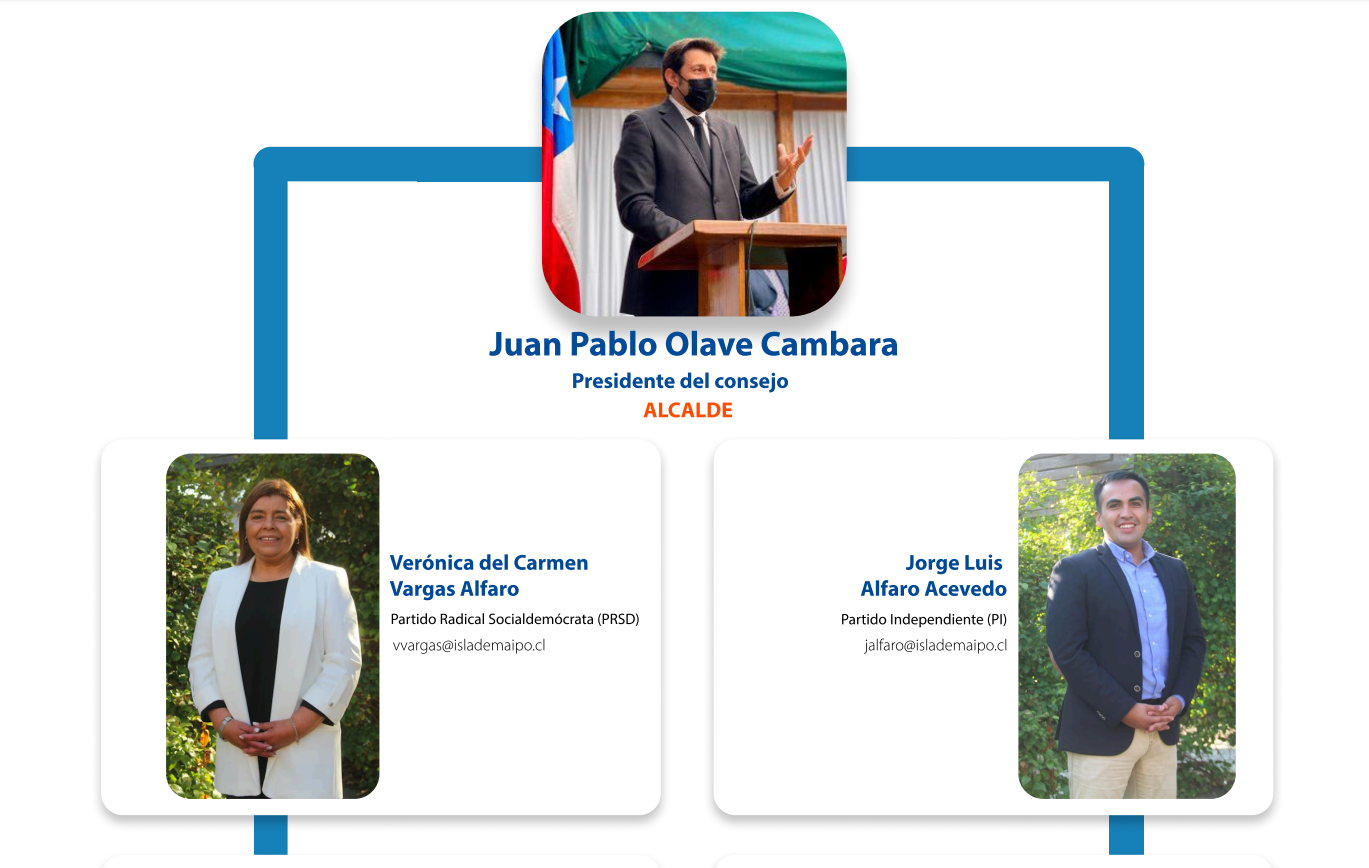 Juan Pablo Olave Cambara
Presidente del consejo
ALCALDE
Verónica del Carmen
Vargas Alfaro
Partido Radical Socialdemócrata (PRSD)
vvargas@islademaipo.cl
Jorge Luis
Alfaro Acevedo
Partido Independiente (PI)
jalfaro@islademaipo.cl